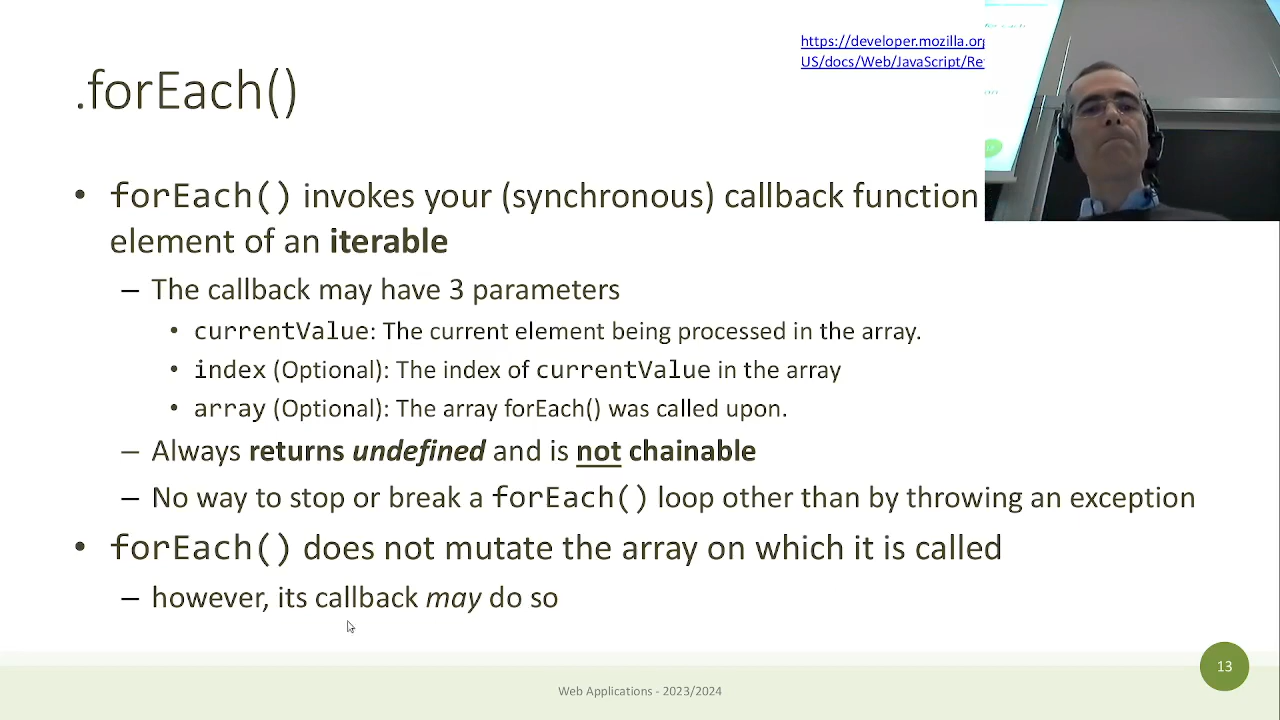 https://developer.mozilla.org
US/docs/Web/JavaScript/Re
.forEach()
• forEach() invokes your (synchronous) callback function
element of an iterable
– The callback may have 3 parameters
• currentValue: The current element being processed in the array.
• index (Optional): The index of currentValue in the array
• array (Optional): The array forEach() was called upon.
– Always returns undefined and is not chainable
– No way to stop or break a forEach() loop other than by throwing an exception
• forEach() does not mutate the array on which it is called
– however, its callback may do so
13
Web Applications - 2023/2024